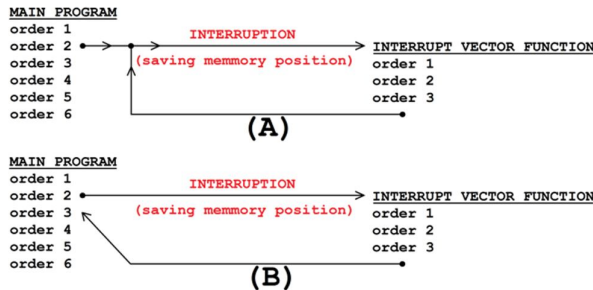 MAIN PROGRAM
order 1
order 2
order 3
order 4
order 5
order 6
INTERRUPTION
(saving memmory position)
INTERRUPT VECTOR FUNCTION
order 1
order 2
order 3
(A)
MAIN PROGRAM
order 1
order 2
order 3
order 4
order 5
order 6
INTERRUPTION
(saving memmory position)
INTERRUPT VECTOR FUNCTION
order 1
order 2
order 3
(B)